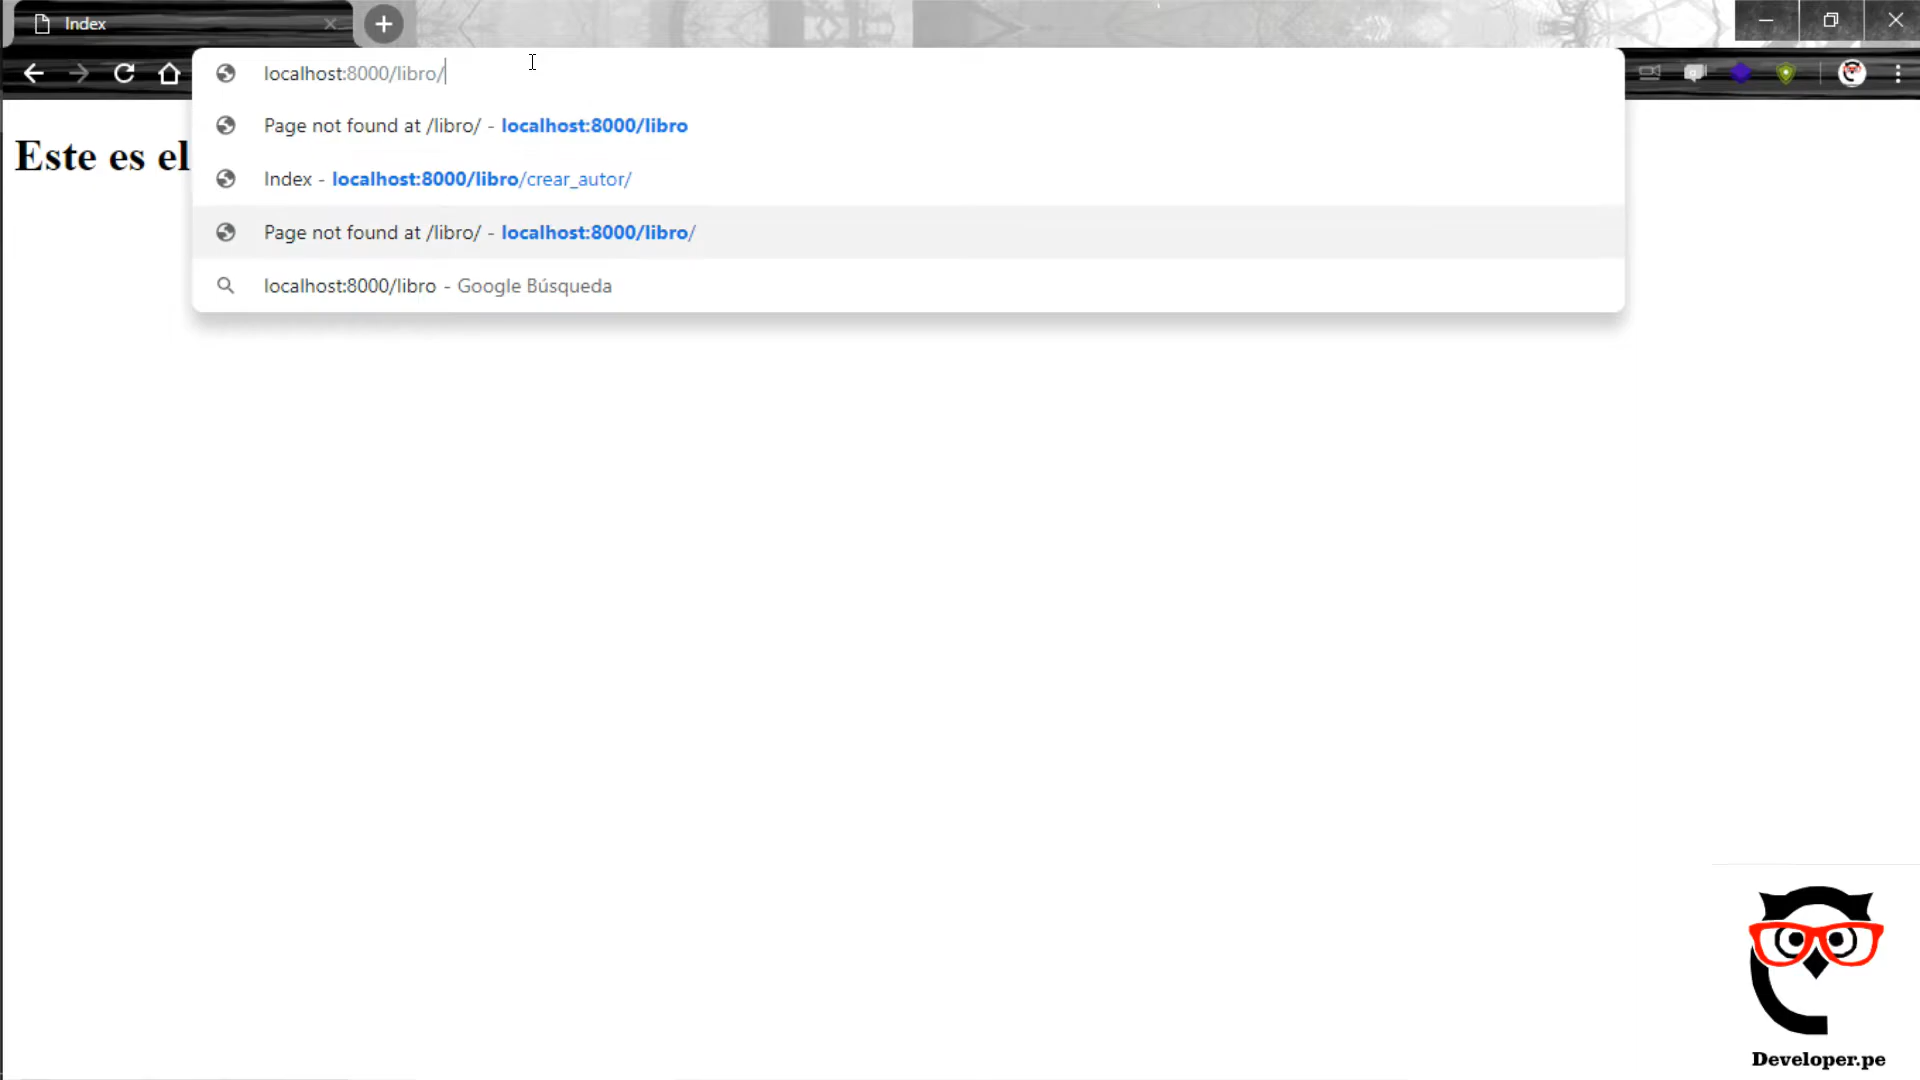 Index
localhost:8000/libro/
Page not found at /libro/ - localhost:8000/libro
Este es el
Index - localhost:8000/libro/crear_autor/
Page not found at /libro/ - localhost:8000/libro/
localhost:8000/libro - Google Búsqueda
Developer.pe